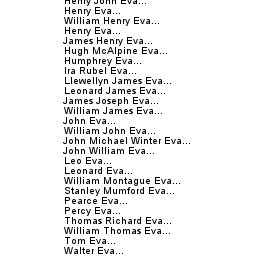 Henry John Eva...
Henry Eva...
William Henry Eva...
Henry Eva...
James Henry Eva...
Hugh McAlpine Eva...
Humphrey Eva...
Ira Rubel Eva...
Llewellyn James Eva...
Leonard James Eva...
James Joseph Eva...
William James Eva...
John Eva...
William John Eva...
John Michael Winter Eva...
John William Eva...
Leo Eva...
Leonard Eva...
William Montague Eva...
Stanley Mumford Eva...
Pearce Eva...
Percy Eva...
Thomas Richard Eva...
William Thomas Eva...
Tom Eva...
Walter Eva...